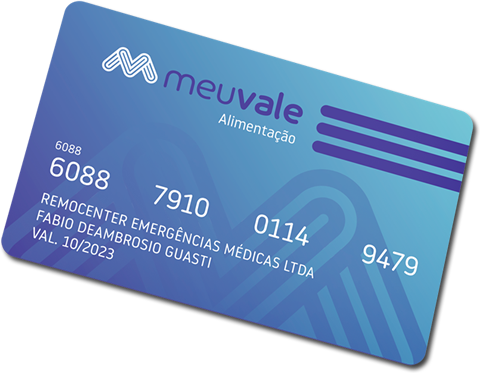 meuvale
Alimentação
6088
6088 7910 0114 9479
REMOCENTER EMERGÊNCIAS MÉDICAS LTDA
FABIO DEAMBROSIO GUASTI
VAL. 10/2023